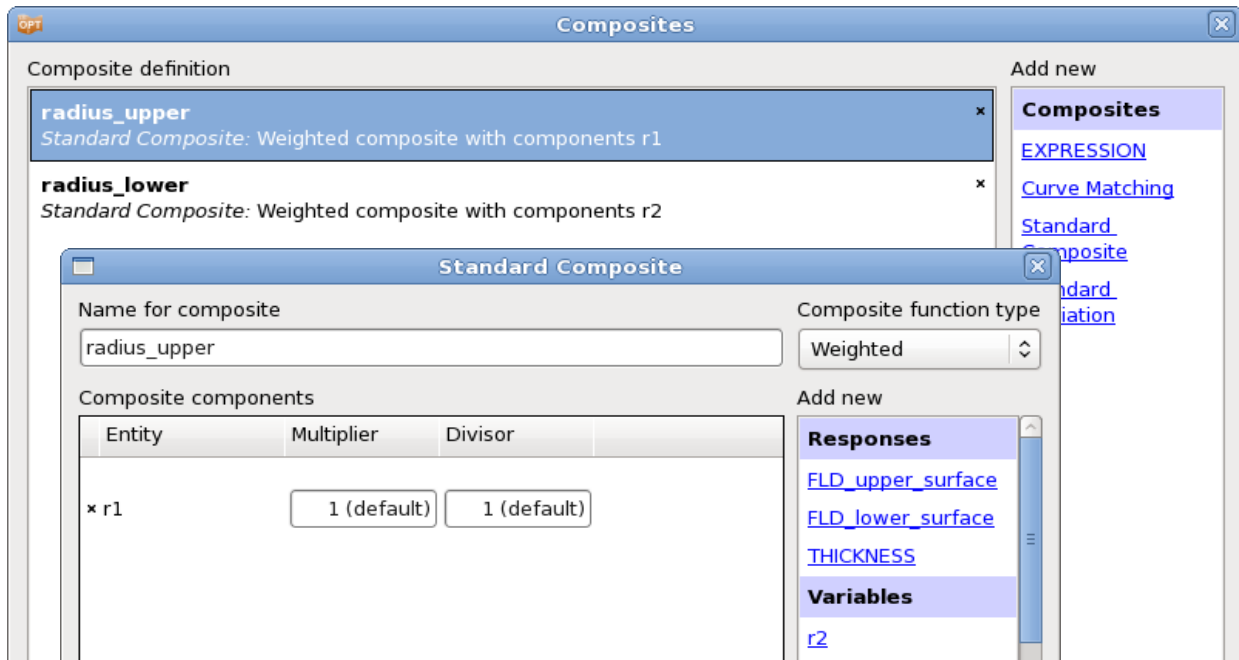 OPT
Composites
Composite definition
Add new
radius_upper
Standard Composite: Weighted composite with components r1
radius_lower
Standard Composite: Weighted composite with components r2
Composites
EXPRESSION
Curve Matching
Standard
Standard Composite
Name for composite
Composite function type
radius_upper
Weighted
Composite components
Add new
Entity Multiplier Divisor
r1 1 (default) 1 (default)
Responses
FLD_upper_surface
FLD_lower_surface
THICKNESS
Variables
r2